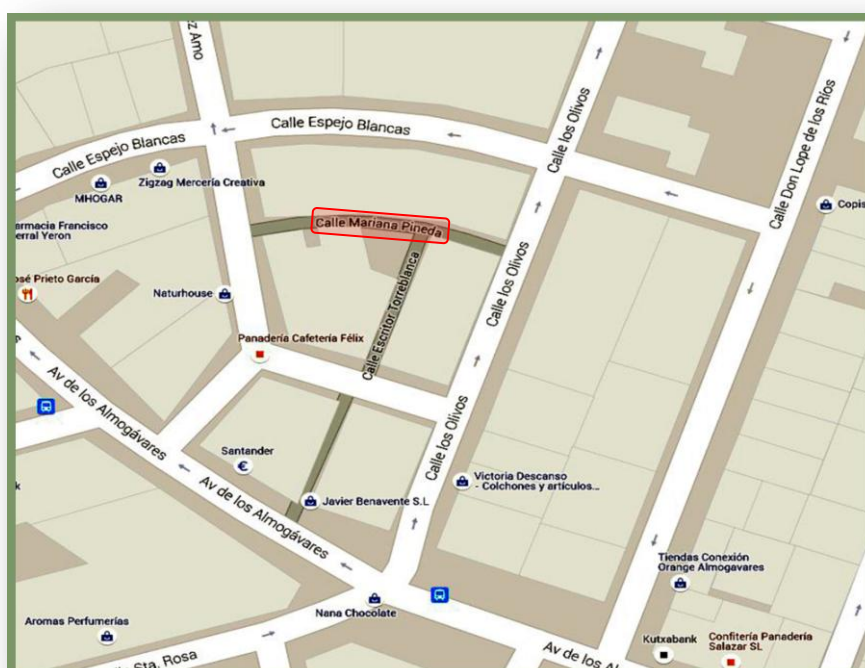 ez Amo
Calle Espejo Blancas
Calle Espejo Blancas
Calle los Olivos
Calle Don Lope de los Ríos
Zigzag Mercería Creativa
MHOGAR
Copis
armacia Francisco
erral Yeron
Calle Mariana Pineda
Calle los Olivos
osé Prieto García
Naturhouse
Calle Escritor Torreblanca
Panadería Cafetería Félix
Av de los Almogávares
Calle los Olivos
Santander
€
Av de los Almogávares
Javier Benavente S.L
Victoria Descanso
- Colchones y artículos...
Tiendas Conexión
Orange Almogavares
Nana Chocolate
Aromas Perfumerías
Sta. Rosa
Av de los Al
Kutxabank
Confitería Panadería
Salazar SL